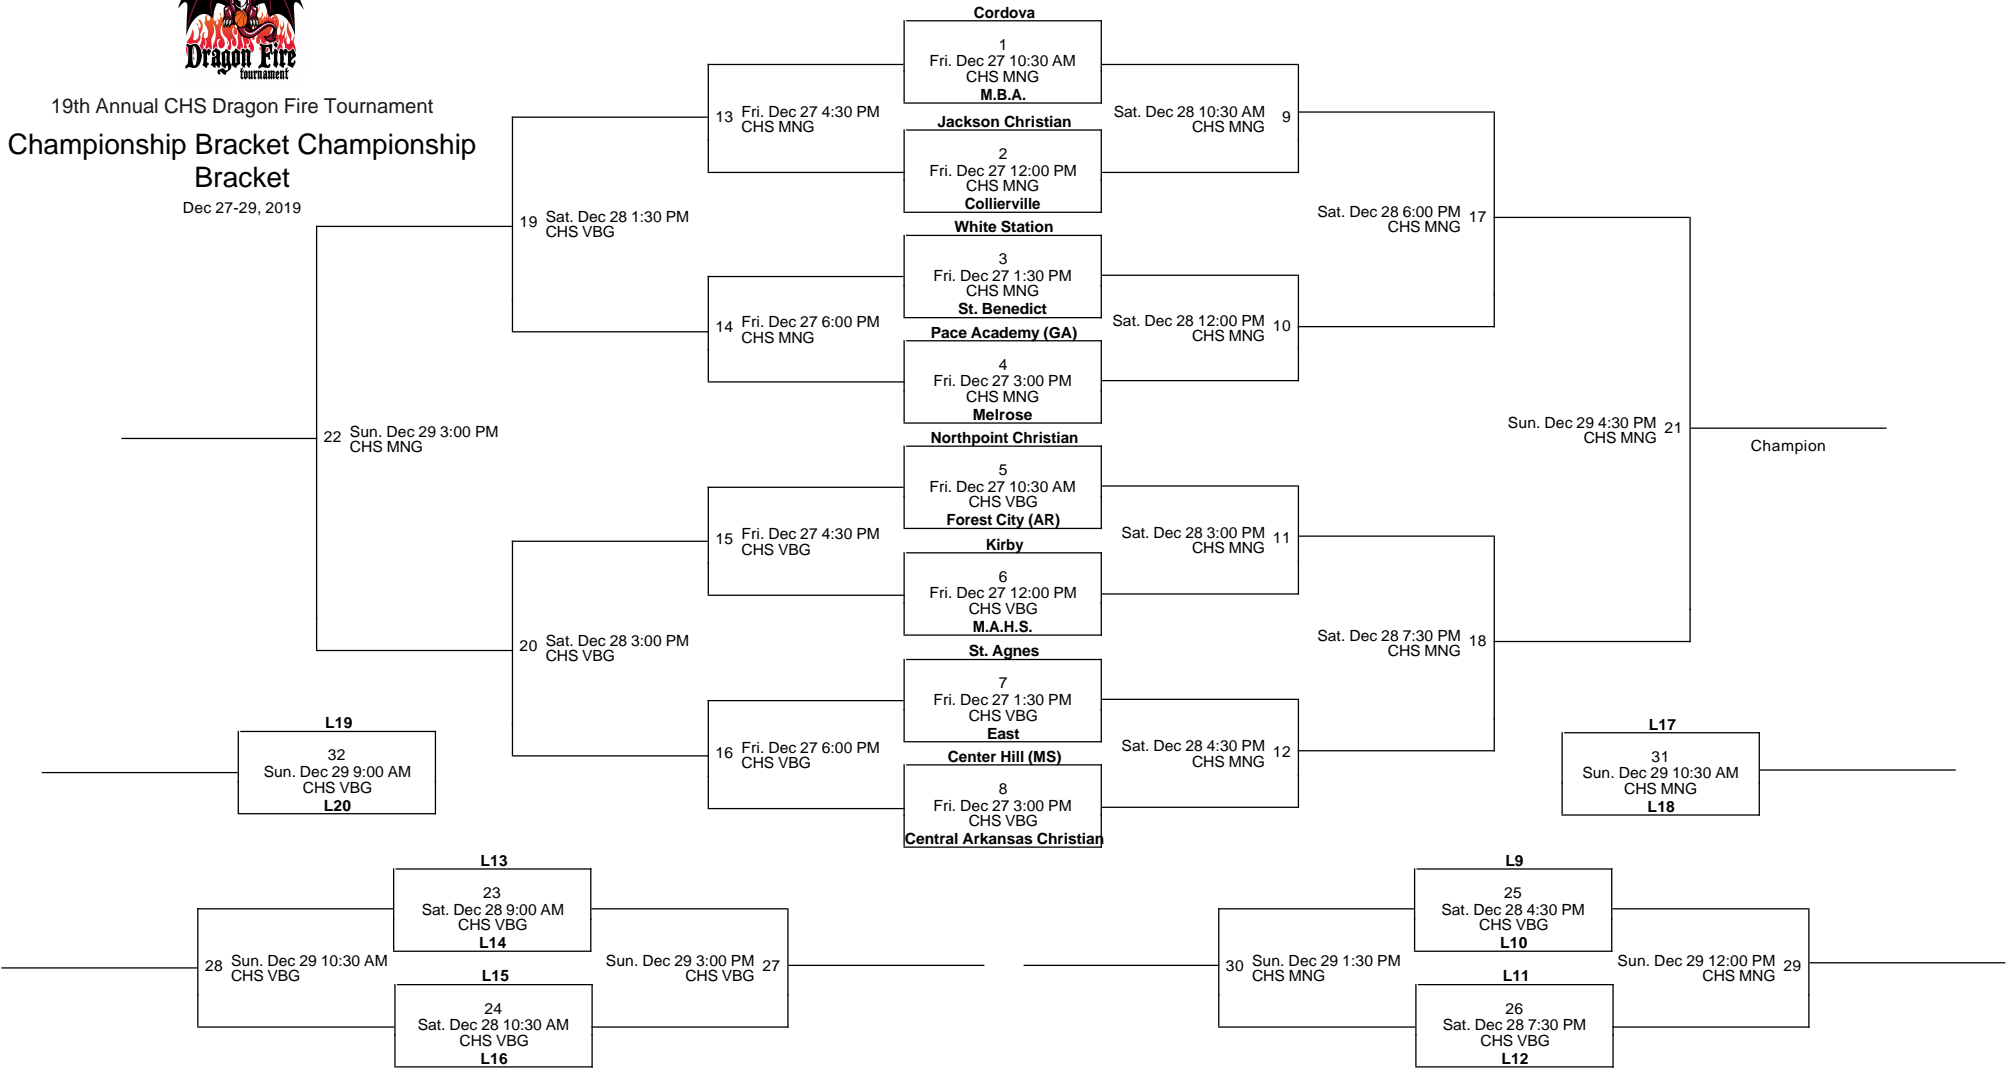 Dragon Fire
tournament
19th Annual CHS Dragon Fire Tournament
Championship Bracket Championship
Bracket
Dec 27-29, 2019
Cordova
1
Fri. Dec 27 10:30 AM
CHS MNG
M.B.A.
Jackson Christian
2
Fri. Dec 27 12:00 PM
CHS MNG
Collierville
White Station
3
Fri. Dec 27 1:30 PM
CHS MNG
St. Benedict
Pace Academy (GA)
4
Fri. Dec 27 3:00 PM
CHS MNG
Melrose
Northpoint Christian
5
Fri. Dec 27 10:30 AM
CHS VBG
Forest City (AR)
Kirby
6
Fri. Dec 27 12:00 PM
CHS VBG
M.A.H.S.
St. Agnes
7
Fri. Dec 27 1:30 PM
CHS VBG
East
Center Hill (MS)
8
Fri. Dec 27 3:00 PM
CHS VBG
Central Arkansas Christian
13 Fri. Dec 27 4:30 PM
CHS MNG
14 Fri. Dec 27 6:00 PM
CHS MNG
15 Fri. Dec 27 4:30 PM
CHS VBG
16 Fri. Dec 27 6:00 PM
CHS VBG
19 Sat. Dec 28 1:30 PM
CHS VBG
20 Sat. Dec 28 3:00 PM
CHS VBG
22 Sun. Dec 29 3:00 PM
CHS MNG
Sat. Dec 28 10:30 AM 9
CHS MNG
Sat. Dec 28 12:00 PM 10
CHS MNG
Sat. Dec 28 3:00 PM 11
CHS MNG
Sat. Dec 28 4:30 PM 12
CHS MNG
Sat. Dec 28 6:00 PM 17
CHS MNG
Sat. Dec 28 7:30 PM 18
CHS MNG
Sun. Dec 29 4:30 PM 21
CHS MNG
Champion
L19
32
Sun. Dec 29 9:00 AM
CHS VBG
L20
L17
31
Sun. Dec 29 10:30 AM
CHS MNG
L18
L13
23
Sat. Dec 28 9:00 AM
CHS VBG
L14
28 Sun. Dec 29 10:30 AM
CHS VBG
Sun. Dec 29 3:00 PM 27
CHS VBG
L15
24
Sat. Dec 28 10:30 AM
CHS VBG
L16
L9
25
Sat. Dec 28 4:30 PM
CHS VBG
L10
30 Sun. Dec 29 1:30 PM
CHS MNG
Sun. Dec 29 12:00 PM 29
CHS MNG
L11
26
Sat. Dec 28 7:30 PM
CHS VBG
L12